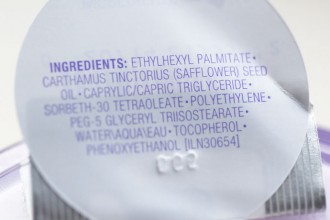 INGREDIENTS: ETHYLHEXYL PALMITATE•
CARTHAMUS TINCTORIUS (SAFFLOWER) SEED
OIL•CAPRYLIC/CAPRIC TRIGLYCERIDE•
SORBETH-30 TETRAOLEATE•POLYETHYLENE•
PEG-5 GLYCERYL TRIISOSTEARATE•
WATER\AQUA\EAU•TOCOPHEROL•
PHENOXYETHANOL [ILN30654]